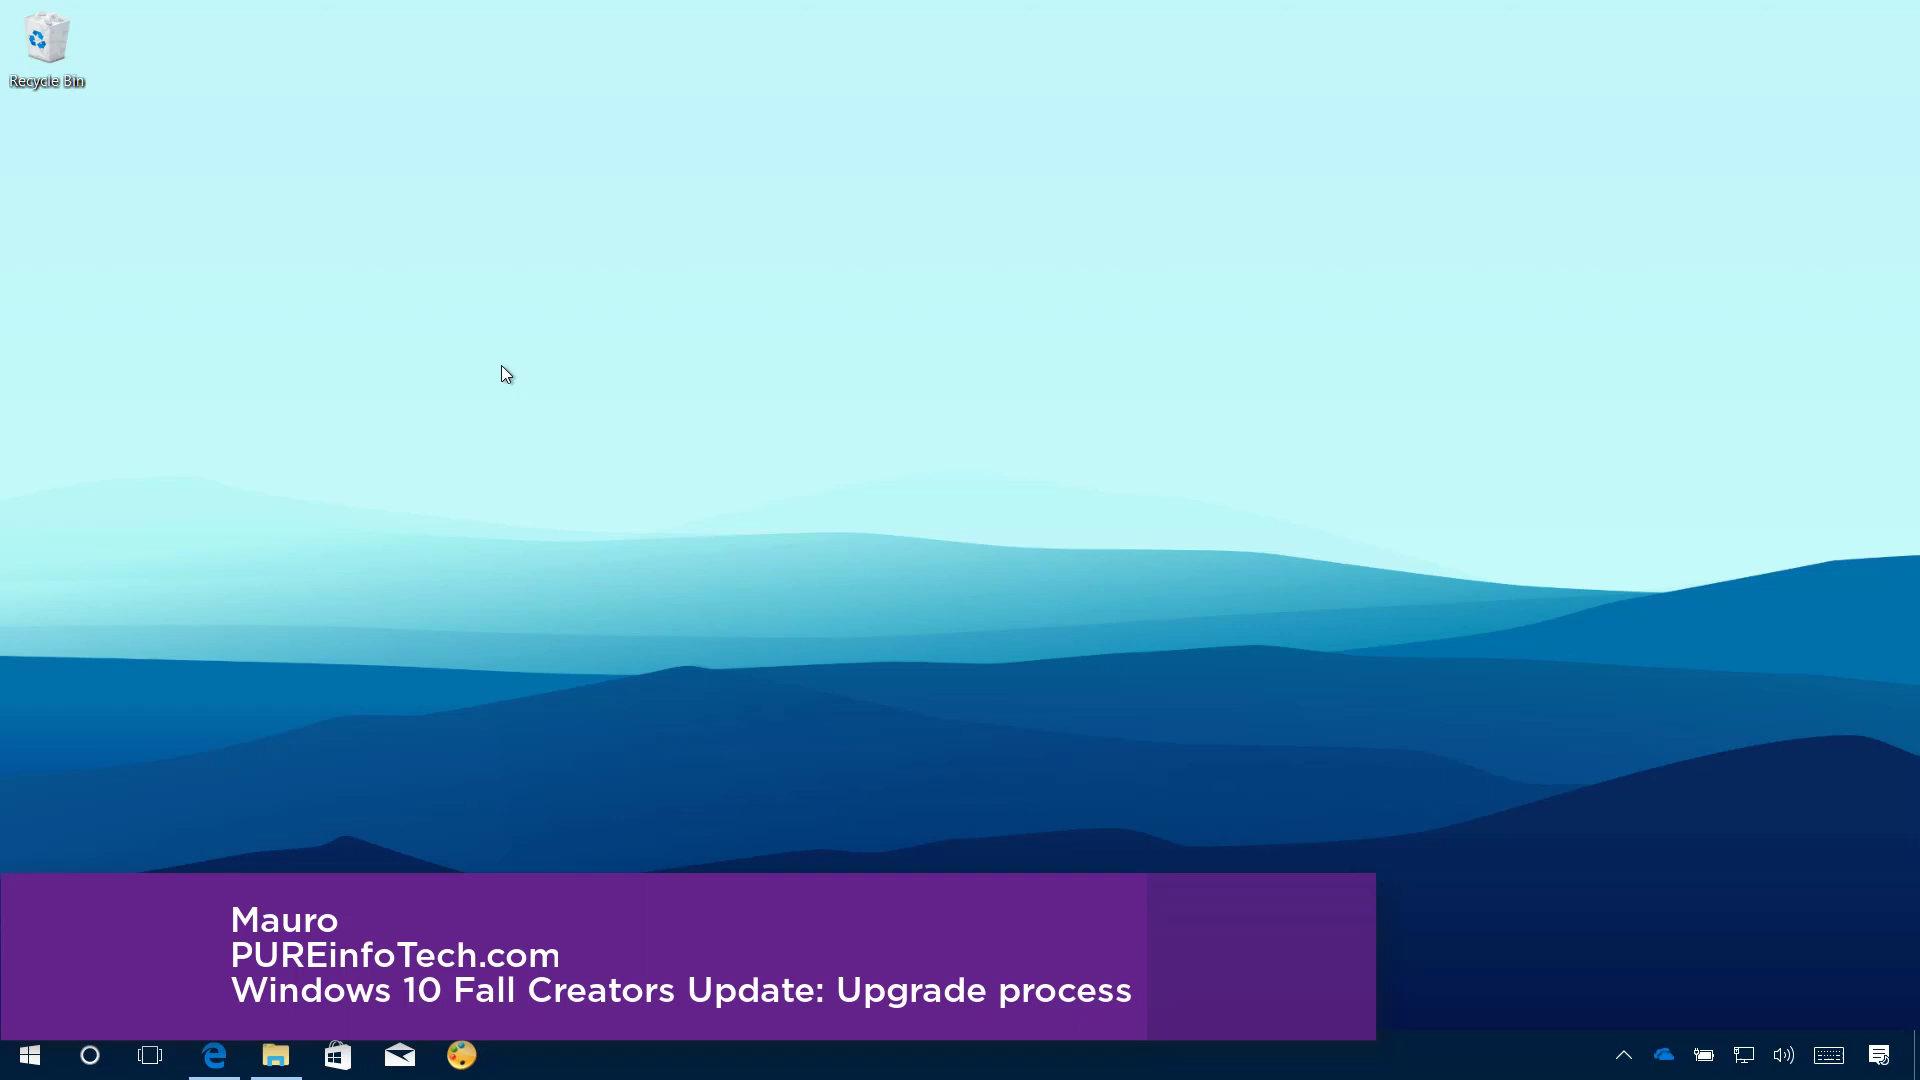 Recycle Bin
Mauro
PUREinfoTech.com
Windows 10 Fall Creators Update: Upgrade process